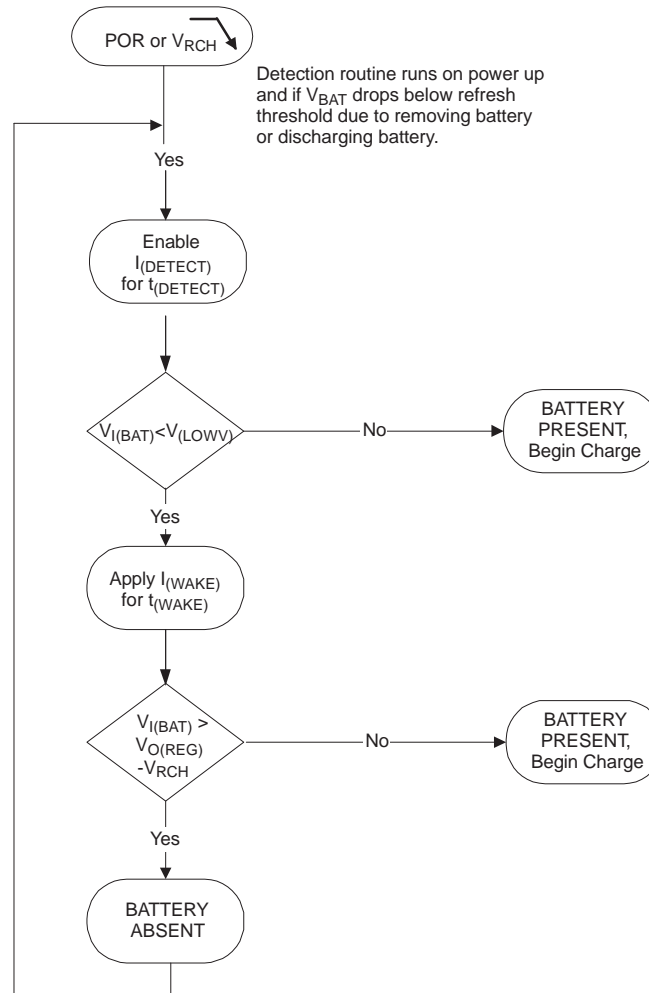 POR or VRCH
Detection routine runs on power up
and if VBAT drops below refresh
threshold due to removing battery
or discharging battery.
Yes
Enable
I(DETECT)
for t(DETECT)
VI(BAT)<V(LOWV)
No
BATTERY
PRESENT,
Begin Charge
Yes
Apply I(WAKE)
for t(WAKE)
VI(BAT) >
VO(REG)
-VRCH
No
BATTERY
PRESENT,
Begin Charge
Yes
BATTERY
ABSENT